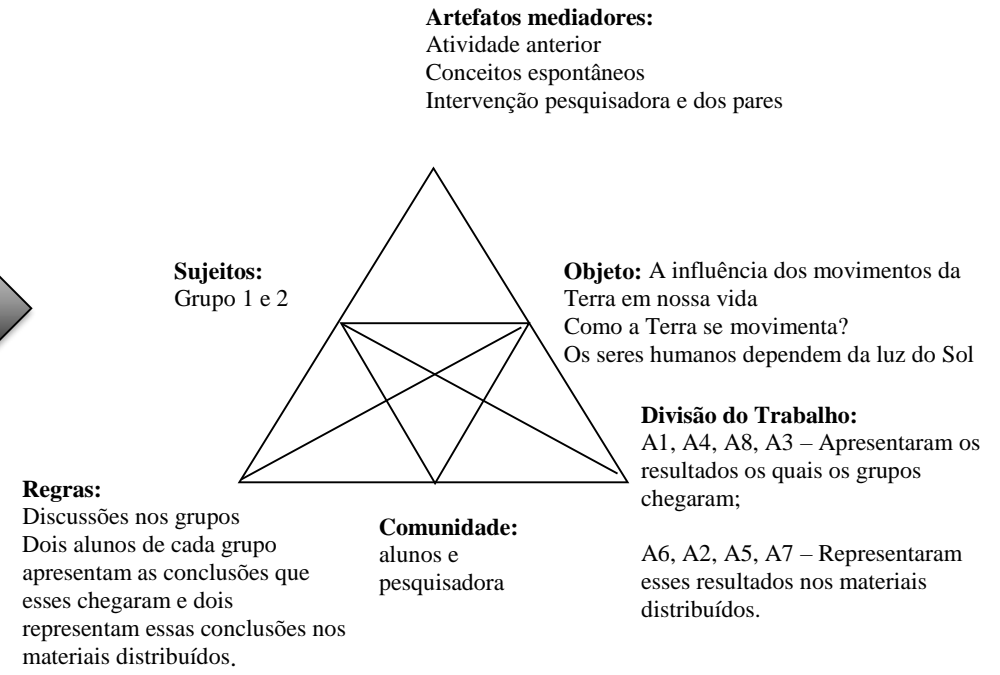 Artefatos mediadores:
Atividade anterior
Conceitos espontâneos
Intervenção pesquisadora e dos pares
Sujeitos:
Grupo 1 e 2
Objeto: A influência dos movimentos da
Terra em nossa vida
Como a Terra se movimenta?
Os seres humanos dependem da luz do Sol
Divisão do Trabalho:
A1, A4, A8, A3 – Apresentaram os
resultados os quais os grupos
chegaram;
A6, A2, A5, A7 – Representaram
esses resultados nos materiais
distribuídos.
Regras:
Discussões nos grupos
Dois alunos de cada grupo
apresentam as conclusões que
esses chegaram e dois
representam essas conclusões nos
materiais distribuídos.
Comunidade:
alunos e
pesquisadora